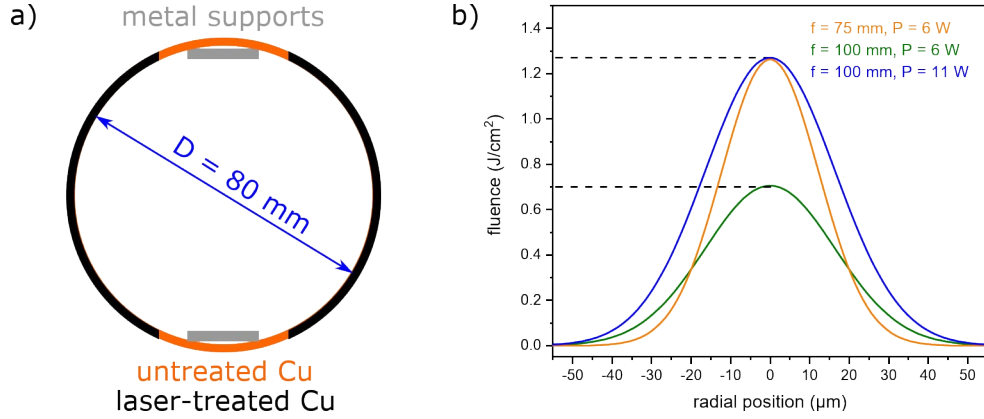 a)
metal supports
D = 80 mm
untreated Cu
laser-treated Cu
b)
f = 75 mm, P = 6 W
f = 100 mm, P = 6 W
f = 100 mm, P = 11 W
fluence (J/cm²)
1.4
1.2
1.0
0.8
0.6
0.4
0.2
0.0
-50 -40 -30 -20 -10 0 10 20 30 40 50
radial position (µm)